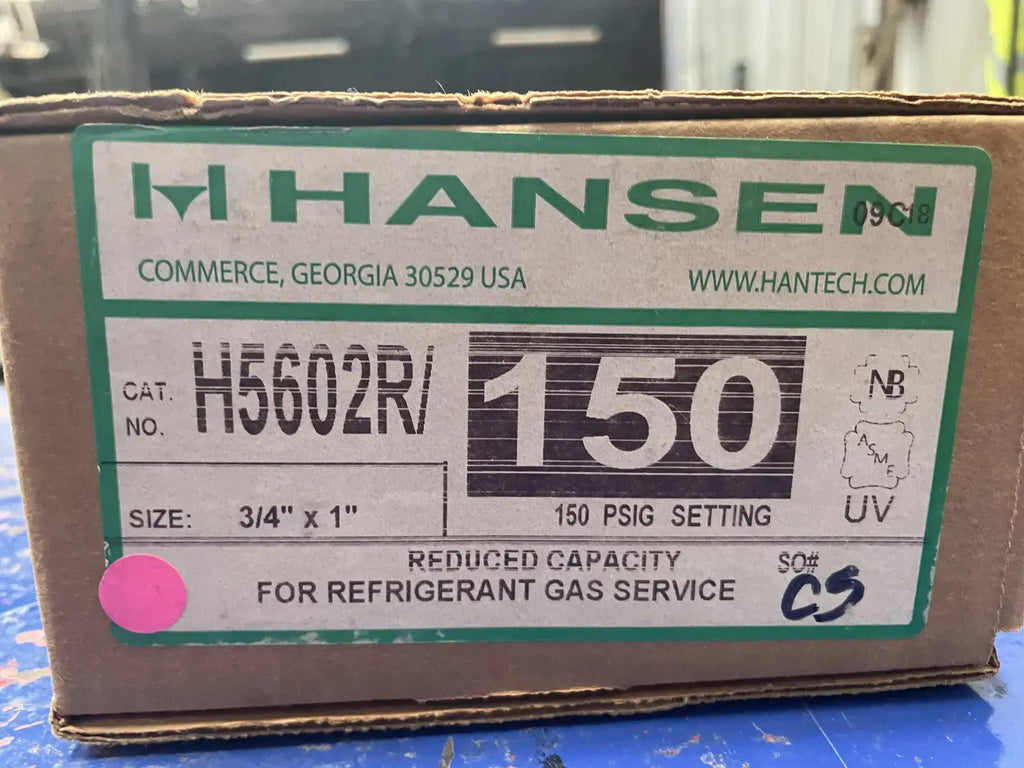 HANSEN
09C18
COMMERCE, GEORGIA 30529 USA
WWW.HANTECH.COM
CAT. NO.
H5602R/
150
NB
ASME
UV
SIZE: 3/4" x 1"
150 PSIG SETTING
REDUCED CAPACITY
FOR REFRIGERANT GAS SERVICE
SO#
CS